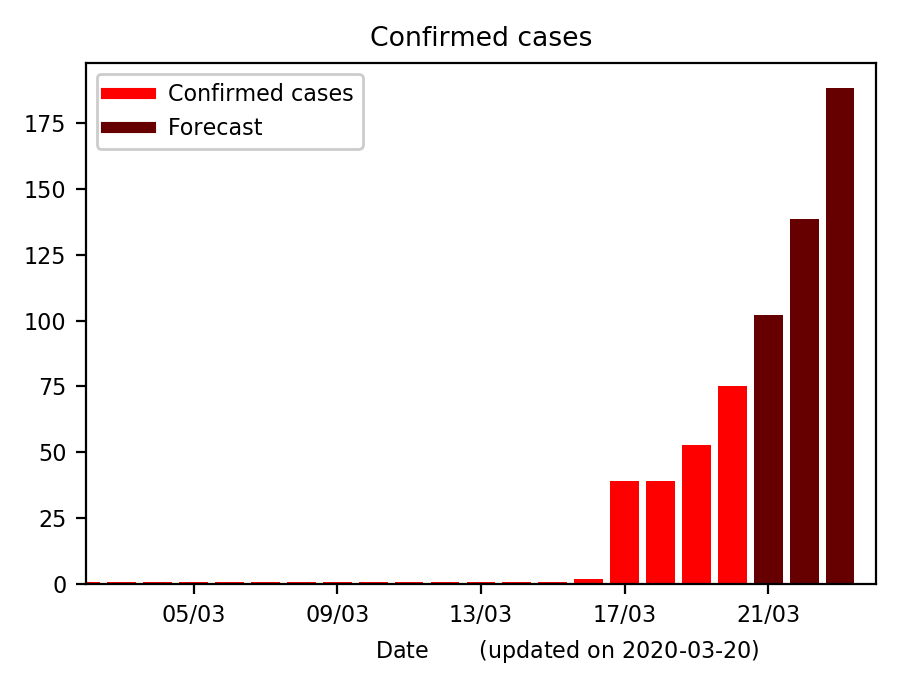 Confirmed cases
Confirmed cases
Forecast
175
150
125
100
75
50
25
0
05/03 09/03 13/03 17/03 21/03
Date (updated on 2020-03-20)